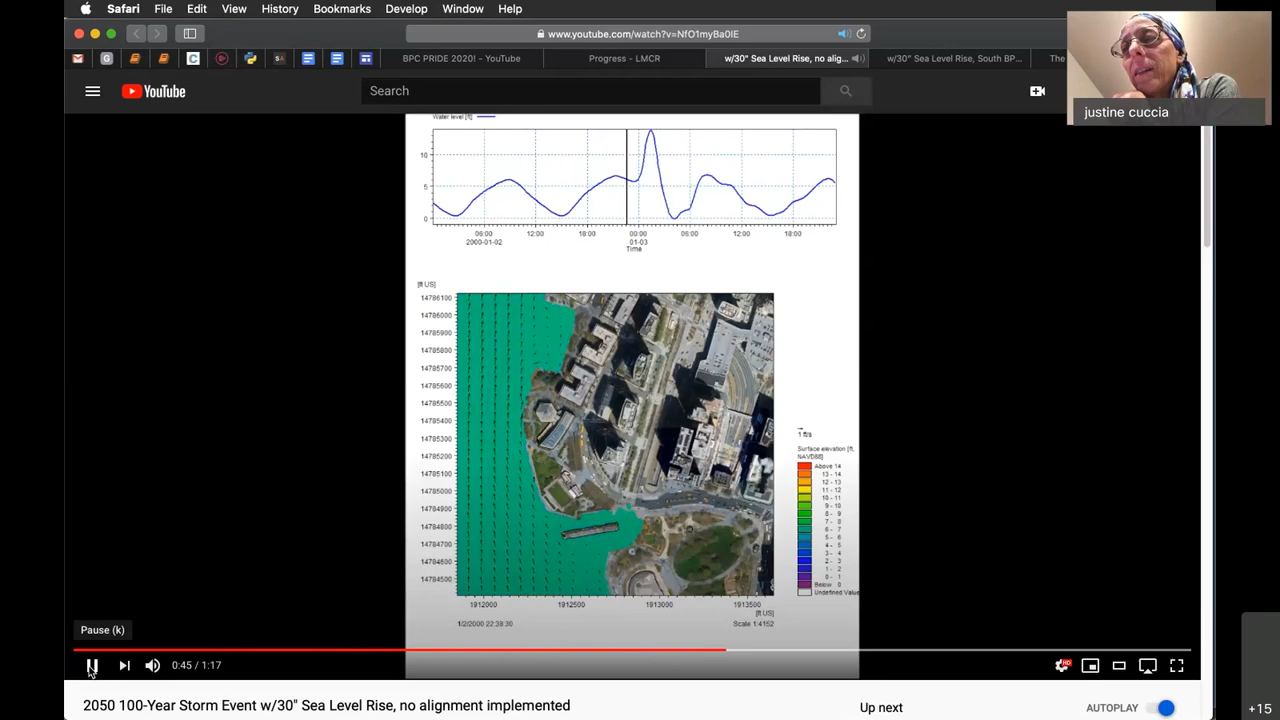 Safari File Edit View History Bookmarks Develop Window Help
www.youtube.com/watch?v=NfO1myBa0IE
BPC PRIDE 2020! - YouTube
Progress - LMCR
w/30" Sea Level Rise, no alig...
w/30" Sea Level Rise, South BP...
The
justine cuccia
YouTube
Search
Water level [ft]
10
5
0
06:00 12:00 18:00 00:00 06:00 12:00 18:00
2000-01-02 01-03
Time
[ft US]
14786100
14786000
14785900
14785800
14785700
14785600
14785500
14785400
14785300
14785200
14785100
14785000
14784900
14784800
14784700
14784600
14784500
1912000 1912500 1913000 1913500
[ft US]
1/2/2000 22:38:30 Scale 1:4152
1 ft/s
Surface elevation [ft,
NAVD88]
Above 14
13 - 14
12 - 13
11 - 12
10 - 11
9 - 10
8 - 9
7 - 8
6 - 7
5 - 6
4 - 5
3 - 4
2 - 3
1 - 2
0 - 1
Below 0
Undefined Value
Pause (k)
0:45 / 1:17
HD
2050 100-Year Storm Event w/30" Sea Level Rise, no alignment implemented
Up next
AUTOPLAY
+15